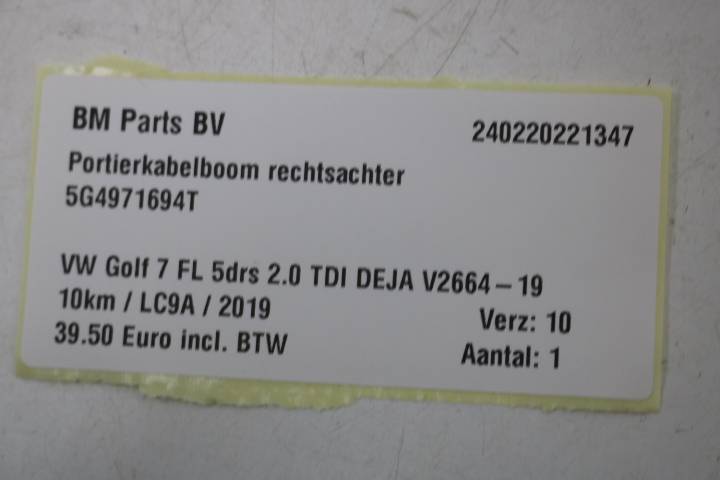 BM Parts BV 240220221347
Portierkabelboom rechtsachter
5G4971694T
VW Golf 7 FL 5drs 2.0 TDI DEJA V2664-19
10km / LC9A / 2019 Verz: 10
39.50 Euro incl. BTW Aantal: 1